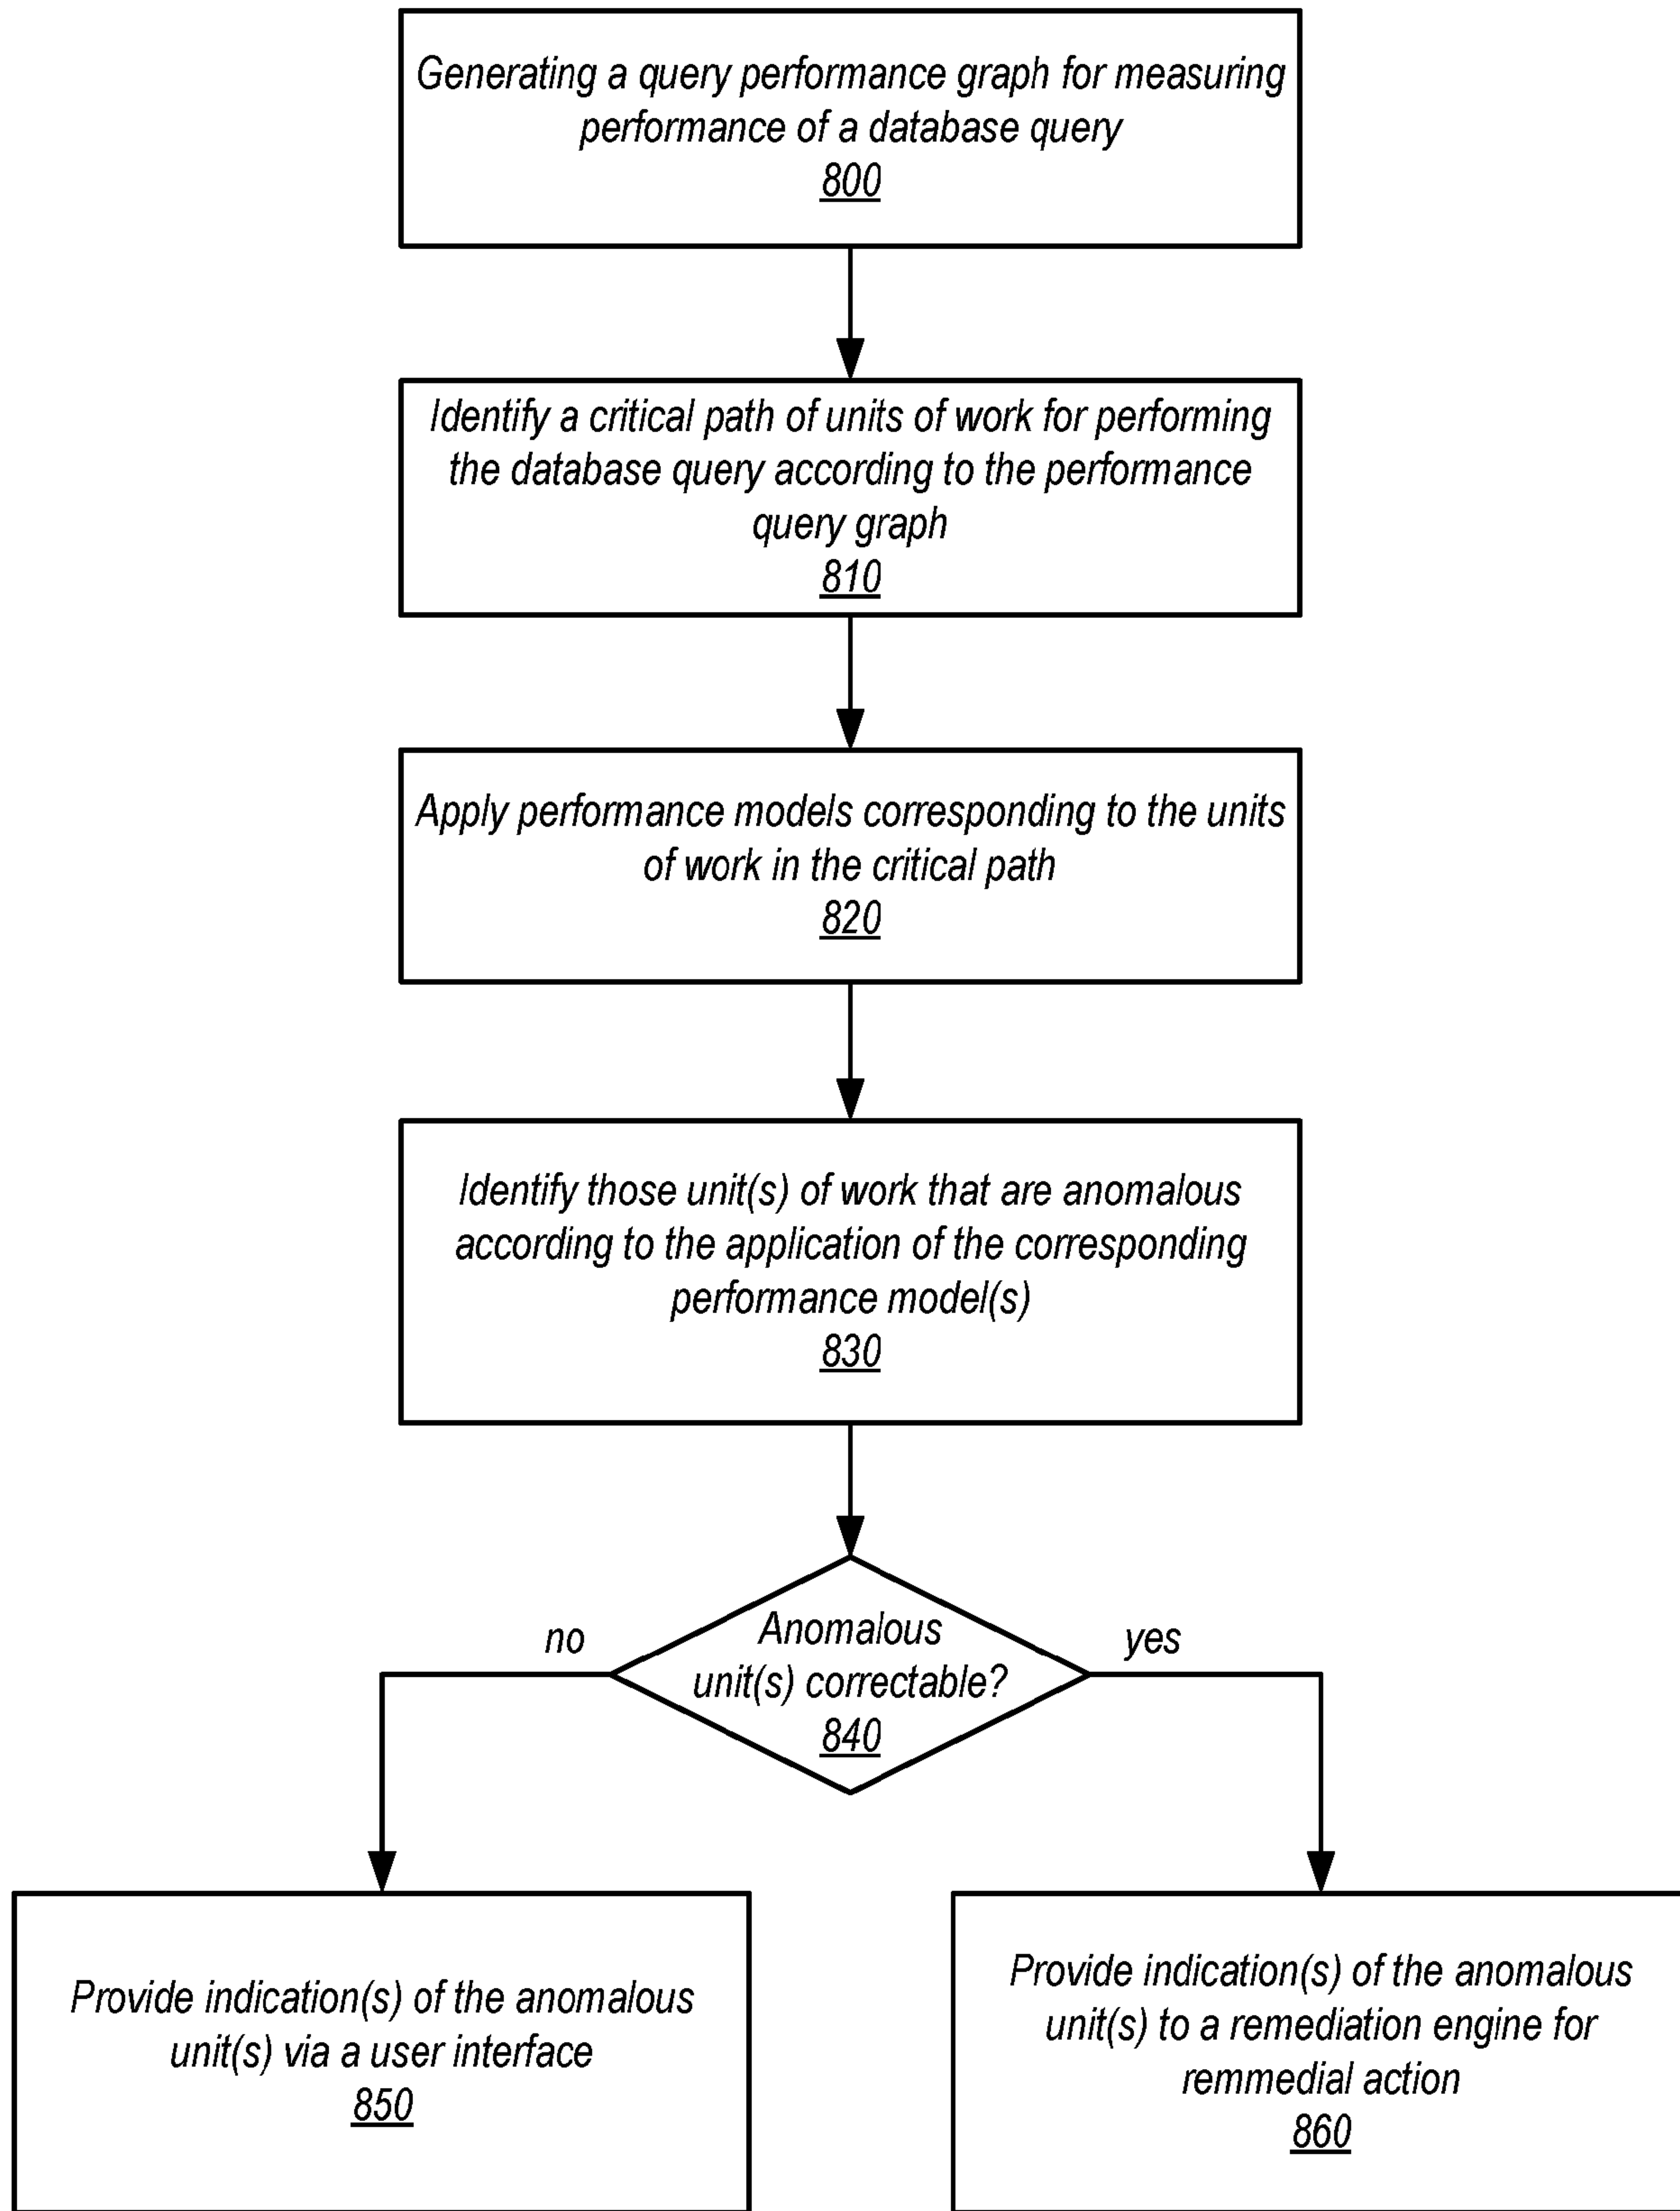 Generating a query performance graph for measuring
performance of a database query
800
Identify a critical path of units of work for performing
the database query according to the performance
query graph
810
Apply performance models corresponding to the units
of work in the critical path
820
Identify those unit(s) of work that are anomalous
according to the application of the corresponding
performance model(s)
830
Anomalous
unit(s) correctable?
840
no
yes
Provide indication(s) of the anomalous
unit(s) via a user interface
850
Provide indication(s) of the anomalous
unit(s) to a remediation engine for
remmedial action
860